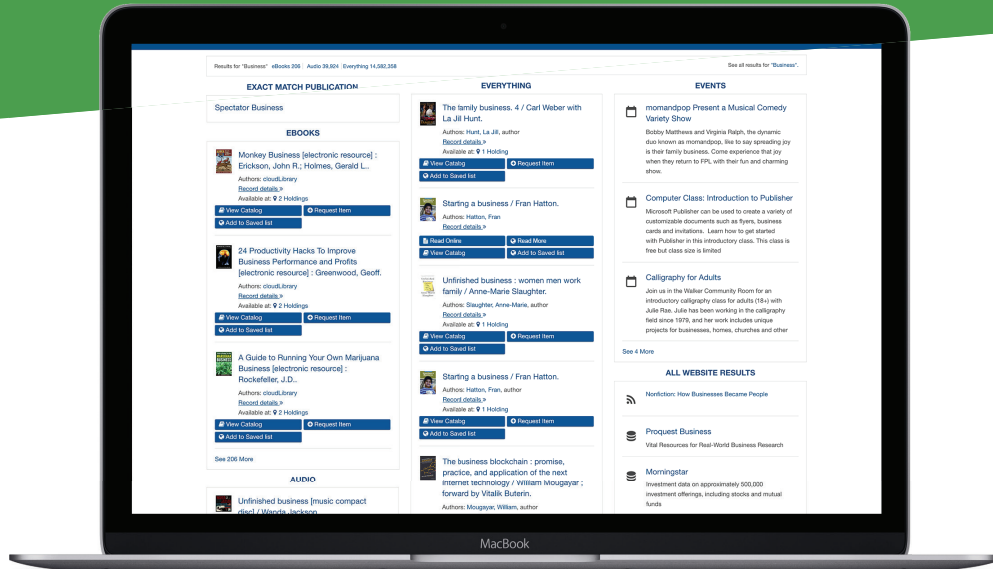 Results for "Business" eBooks 206 | Audio 39,924 | Everything 14,582,358
See all results for "Business".
EXACT MATCH PUBLICATION
Spectator Business
EBOOKS
Monkey Business [electronic resource] :
Erickson, John R.; Holmes, Gerald L..
Authors: cloudLibrary
Record details »
Available at: 2 Holdings
View Catalog
Request Item
Add to Saved list
24 Productivity Hacks To Improve
Business Performance and Profits
[electronic resource] : Greenwood, Geoff.
Authors: cloudLibrary
Record details »
Available at: 2 Holdings
View Catalog
Request Item
Add to Saved list
A Guide to Running Your Own Marijuana
Business [electronic resource] :
Rockefeller, J.D..
Authors: cloudLibrary
Record details »
Available at: 2 Holdings
View Catalog
Request Item
Add to Saved list
See 206 More
AUDIO
Unfinished business [music compact
disc] / Wanda Jackson
EVERYTHING
The family business. 4 / Carl Weber with
La Jil Hunt.
Authors: Hunt, La Jill, author
Record details »
Available at: 1 Holding
View Catalog
Request Item
Add to Saved list
Starting a business / Fran Hatton.
Authors: Hatton, Fran
Record details »
Read Online
Read More
View Catalog
Add to Saved list
Unfinished business : women men work
family / Anne-Marie Slaughter.
Authors: Slaughter, Anne-Marie, author
Record details »
Available at: 1 Holding
View Catalog
Request Item
Add to Saved list
Starting a business / Fran Hatton.
Authors: Hatton, Fran, author
Record details »
Available at: 1 Holding
View Catalog
Request Item
Add to Saved list
The business blockchain : promise,
practice, and application of the next
internet technology / William Mougayar ;
forward by Vitalik Buterin.
Authors: Mougayar, William, author
EVENTS
momandpop Present a Musical Comedy
Variety Show
Bobby Matthews and Virginia Ralph, the dynamic
duo known as momandpop, like to say spreading joy
is their family business. Come experience that joy
when they return to FPL with their fun and charming
show.
Computer Class: Introduction to Publisher
Microsoft Publisher can be used to create a variety of
customizable documents such as flyers, business
cards and invitations. Learn how to get started
with Publisher in this introductory class. This class is
free but class size is limited
Calligraphy for Adults
Join us in the Walker Community Room for an
introductory calligraphy class for adults (18+) with
Julie Rae. Julie has been working in the calligraphy
field since 1979, and her work includes unique
projects for businesses, homes, churches and other
See 4 More
ALL WEBSITE RESULTS
Nonfiction: How Businesses Became People
Proquest Business
Vital Resources for Real-World Business Research
Morningstar
Investment data on approximately 500,000
investment offerings, including stocks and mutual
funds
MacBook